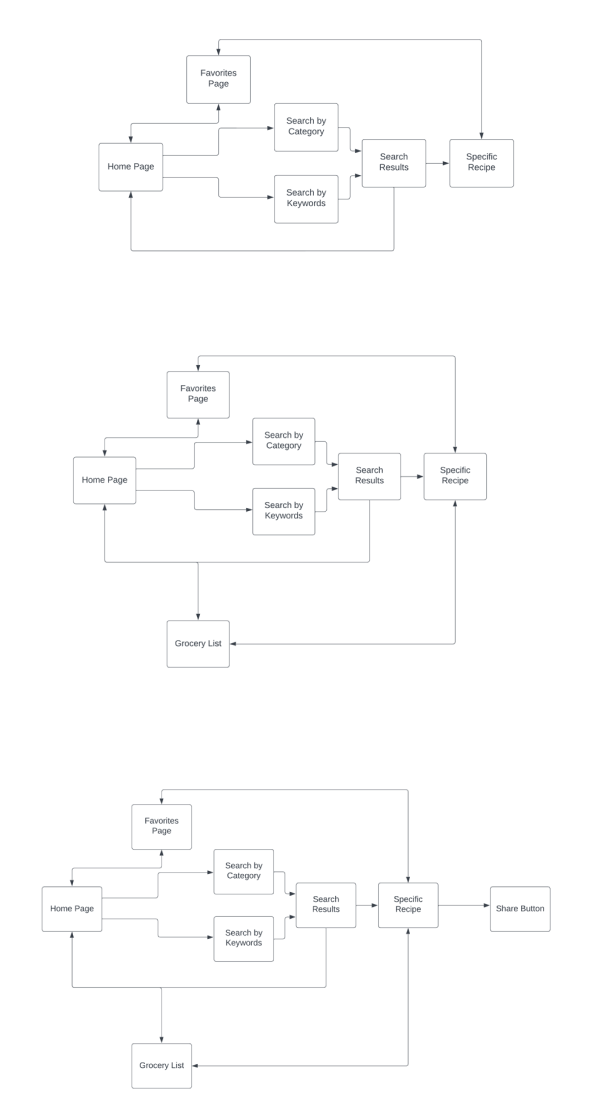 Favorites
Page
Search by
Category
Home Page
Search
Results
Specific
Recipe
Search by
Keywords
Favorites
Page
Search by
Category
Home Page
Search
Results
Specific
Recipe
Search by
Keywords
Grocery List
Favorites
Page
Search by
Category
Home Page
Search
Results
Specific
Recipe
Share Button
Search by
Keywords
Grocery List